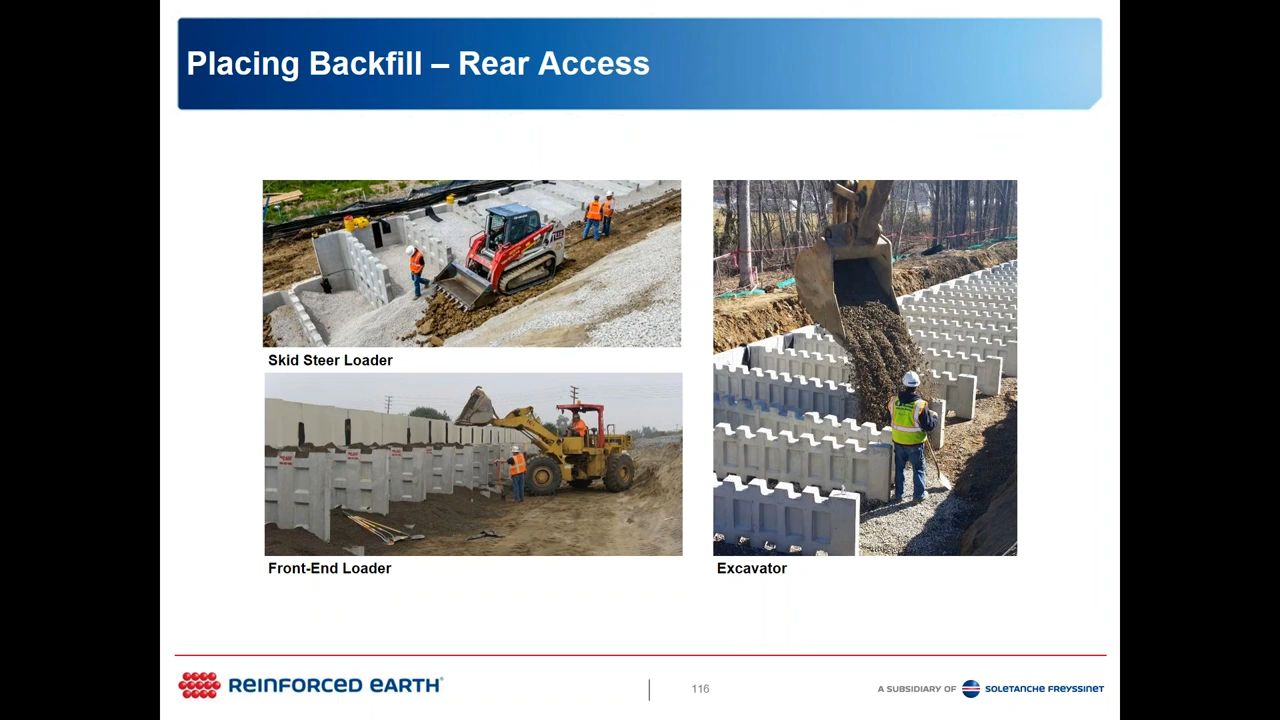 Placing Backfill – Rear Access
Skid Steer Loader
Front-End Loader
Excavator
REINFORCED EARTH®
116
A SUBSIDIARY OF SOLETANCHE FREYSSINET